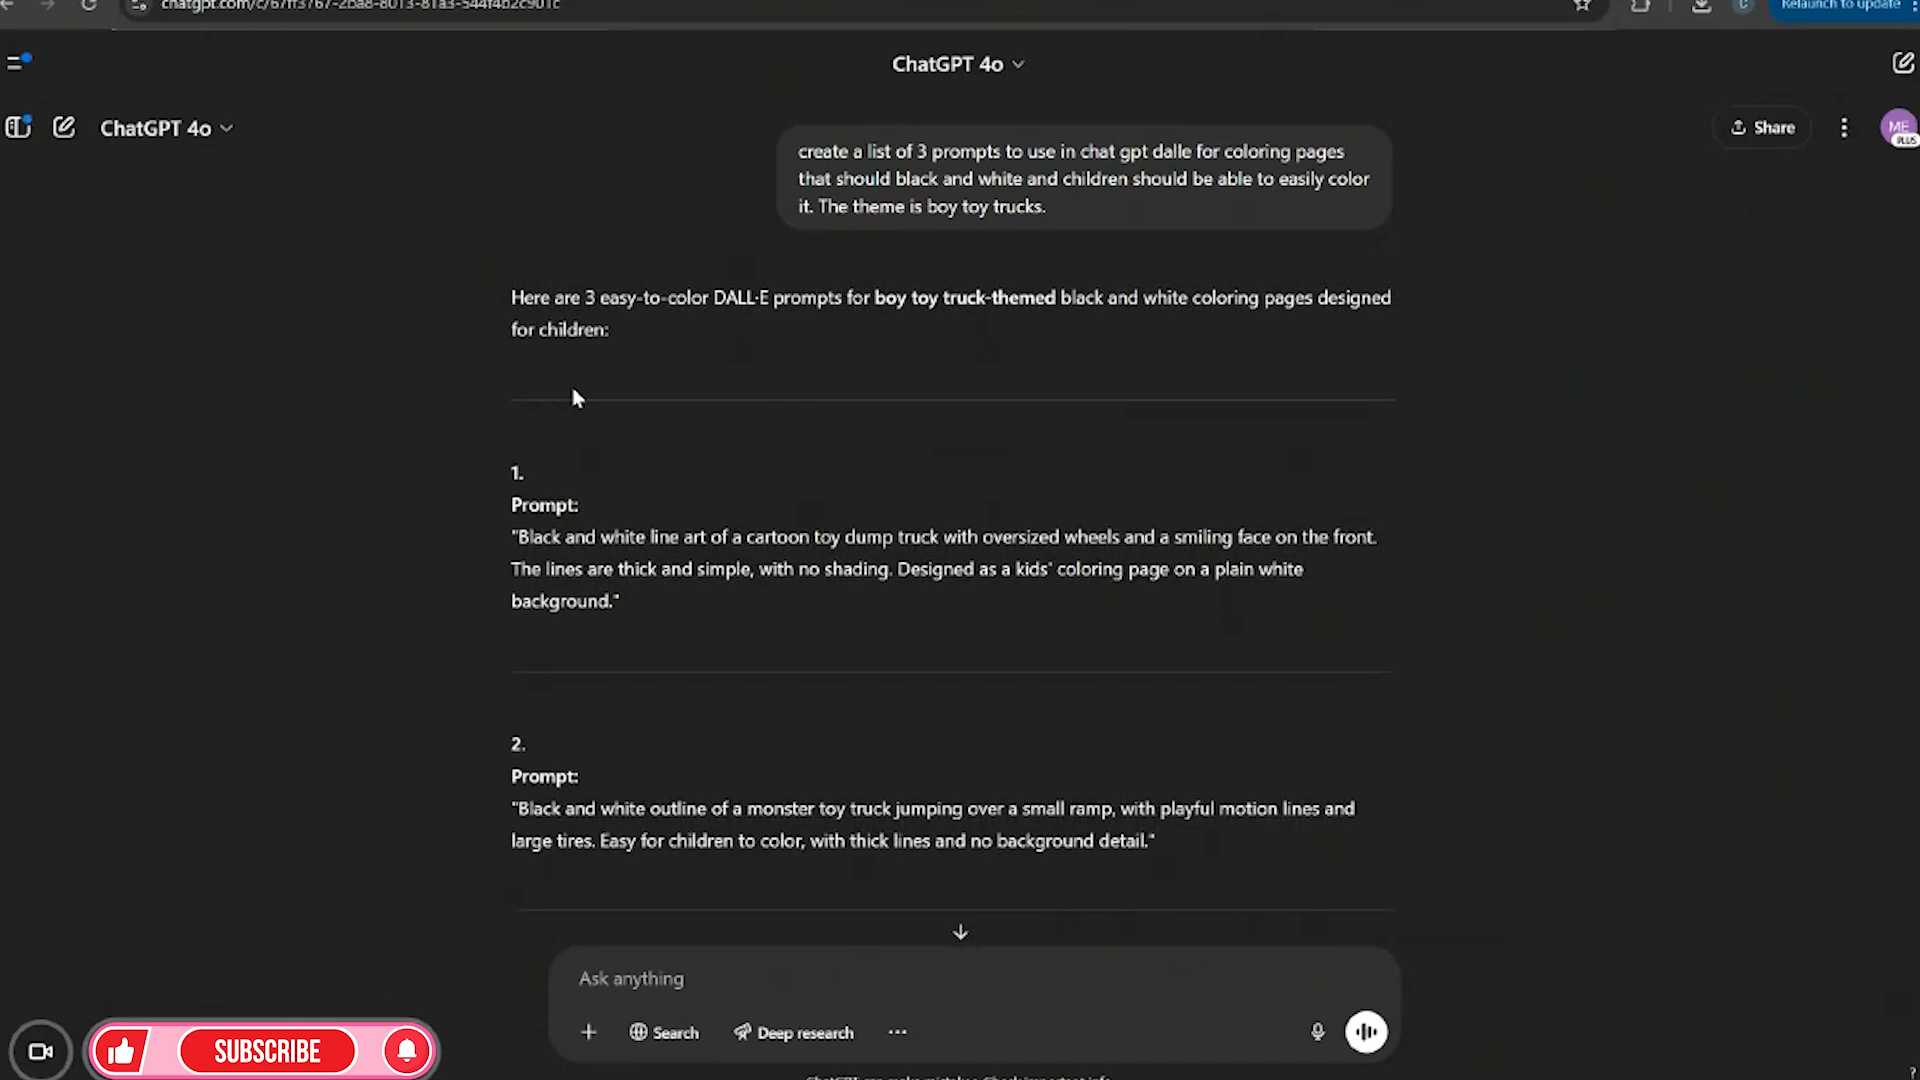 Relaunch to update
ChatGPT 4o
ChatGPT 4o
Share
ME
PLUS
create a list of 3 prompts to use in chat gpt dalle for coloring pages
that should black and white and children should be able to easily color
it. The theme is boy toy trucks.
Here are 3 easy-to-color DALL·E prompts for boy toy truck-themed black and white coloring pages designed
for children:
1.
Prompt:
"Black and white line art of a cartoon toy dump truck with oversized wheels and a smiling face on the front.
The lines are thick and simple, with no shading. Designed as a kids' coloring page on a plain white
background."
2.
Prompt:
"Black and white outline of a monster toy truck jumping over a small ramp, with playful motion lines and
large tires. Easy for children to color, with thick lines and no background detail."
Ask anything
Search
Deep research
SUBSCRIBE